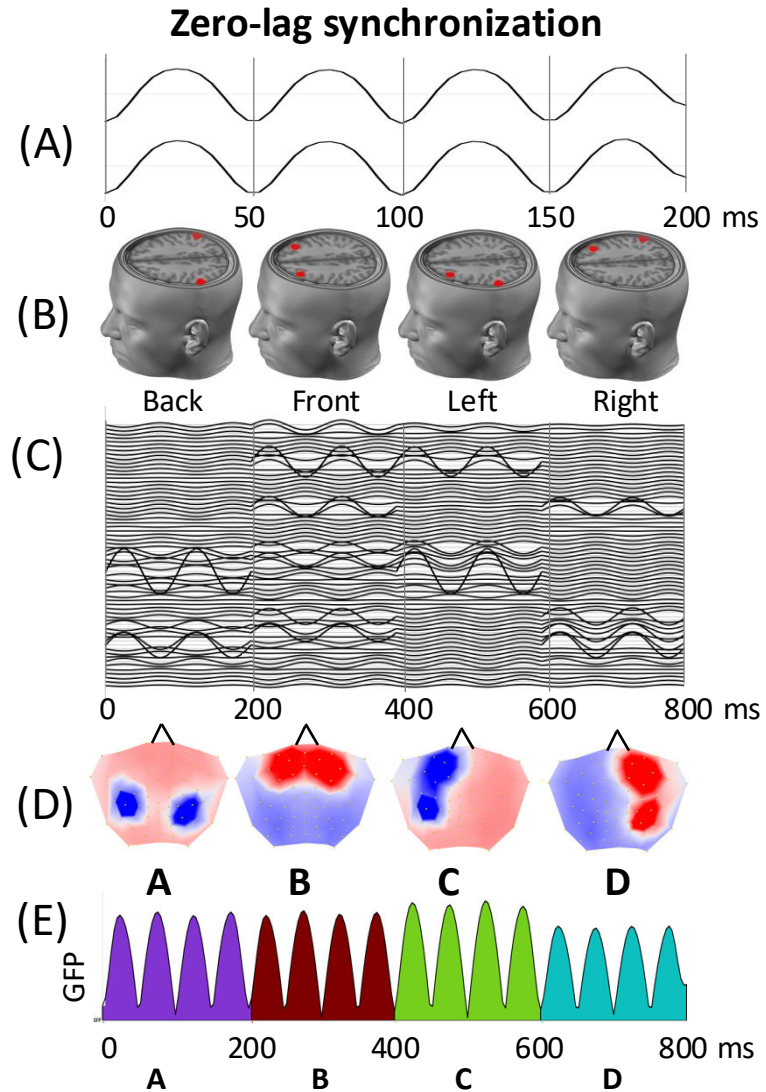 Zero-lag synchronization
(A)
0 50 100 150 200 ms
(B)
Back Front Left Right
(C)
0 200 400 600 800 ms
(D)
A B C D
(E)
GFP
0 200 400 600 800 ms
A B C D